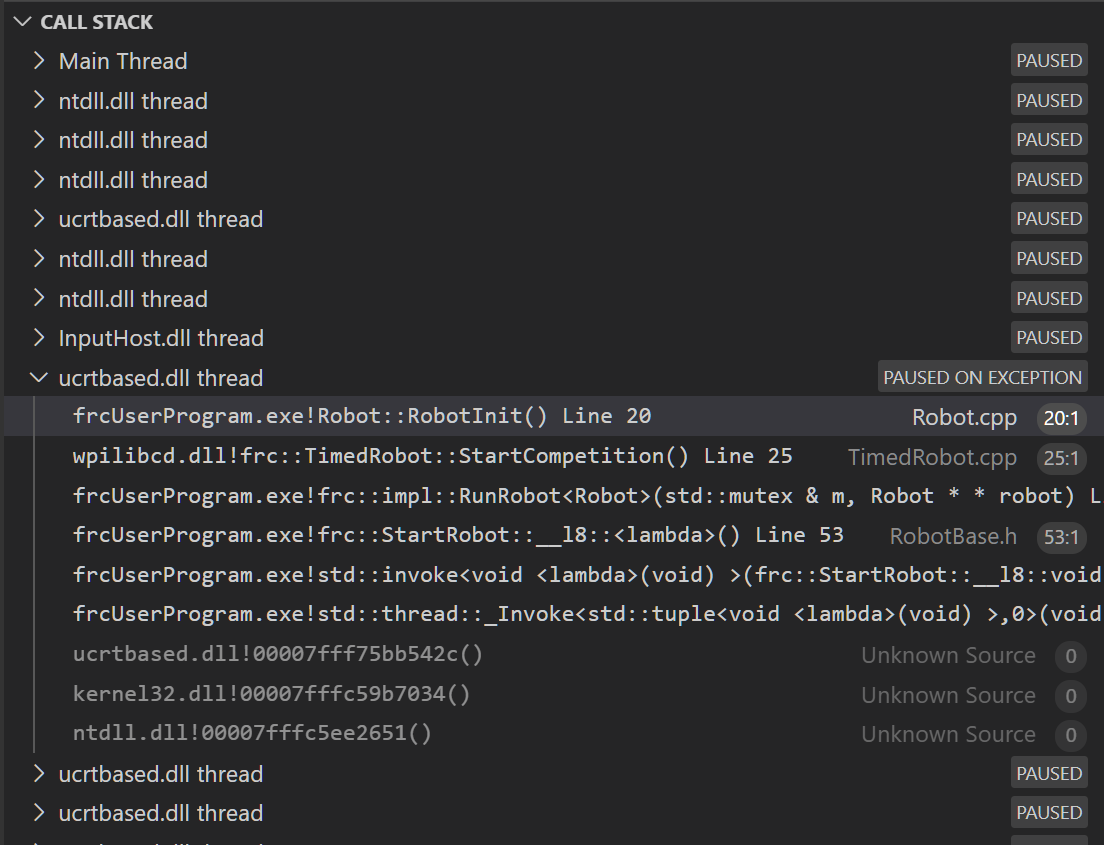 CALL STACK
Main Thread PAUSED
ntdll.dll thread PAUSED
ntdll.dll thread PAUSED
ntdll.dll thread PAUSED
ucrtbased.dll thread PAUSED
ntdll.dll thread PAUSED
ntdll.dll thread PAUSED
InputHost.dll thread PAUSED
ucrtbased.dll thread PAUSED ON EXCEPTION
frcUserProgram.exe!Robot::RobotInit() Line 20 Robot.cpp 20:1
wpilibcd.dll!frc::TimedRobot::StartCompetition() Line 25 TimedRobot.cpp 25:1
frcUserProgram.exe!frc::impl::RunRobot<Robot>(std::mutex & m, Robot * * robot) L
frcUserProgram.exe!frc::StartRobot::__l8::<lambda>() Line 53 RobotBase.h 53:1
frcUserProgram.exe!std::invoke<void <lambda>(void) >(frc::StartRobot::__l8::void
frcUserProgram.exe!std::thread::_Invoke<std::tuple<void <lambda>(void) >,0>(void
ucrtbased.dll!00007fff75bb542c() Unknown Source 0
kernel32.dll!00007fffc59b7034() Unknown Source 0
ntdll.dll!00007fffc5ee2651() Unknown Source 0
ucrtbased.dll thread PAUSED
ucrtbased.dll thread PAUSED